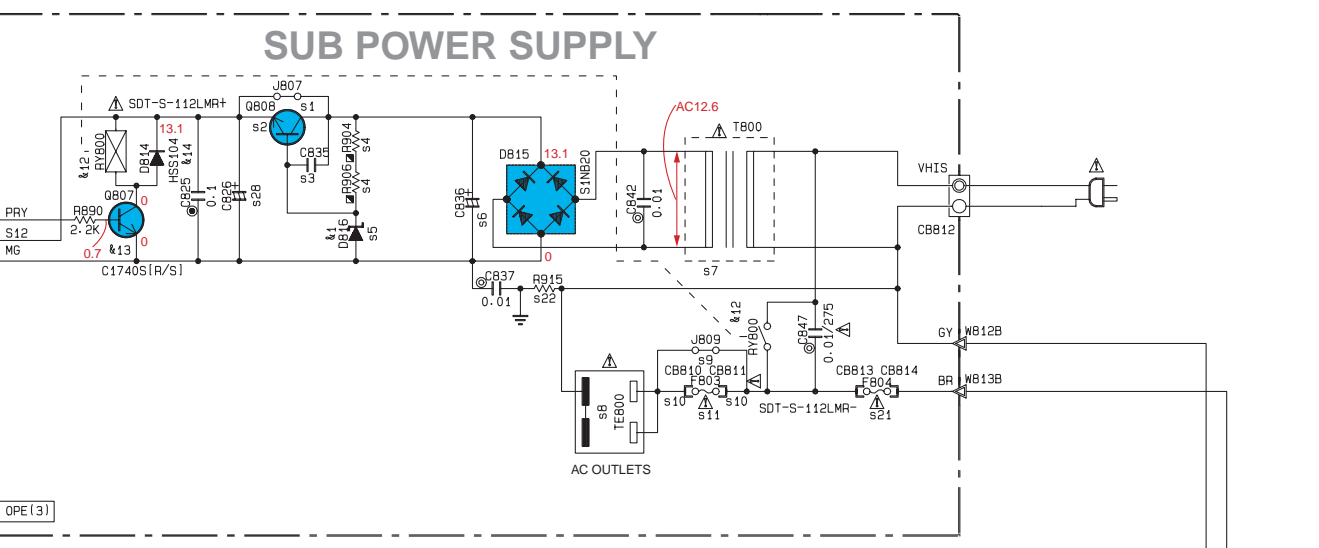 SUB POWER SUPPLY
J807
SDT-S-112LMR+
Q808
s1
s2
AC12.6
T800
13.1
&12
RY800
D814
HSS104
&14
C835
s3
R904
s4
R906
s4
D815
13.1
S1NB20
VHIS
Q807
0
C825
0.1
C826
s28
&1
D816
s5
C836
s6
C842
0.01
PRY
R890
2.2K
S12
MG
0.7
&13
0
C1740S[R/S]
0
s7
CB812
C837
0.01
R915
s22
&12
RY800
C847
0.01/275
GY
W812B
J809
s9
CB810
CB811
F803
s10
s10
s11
CB813
CB814
F804
s21
BR
W813B
SDT-S-112LMR-
s8
TE800
AC OUTLETS
OPE(3)